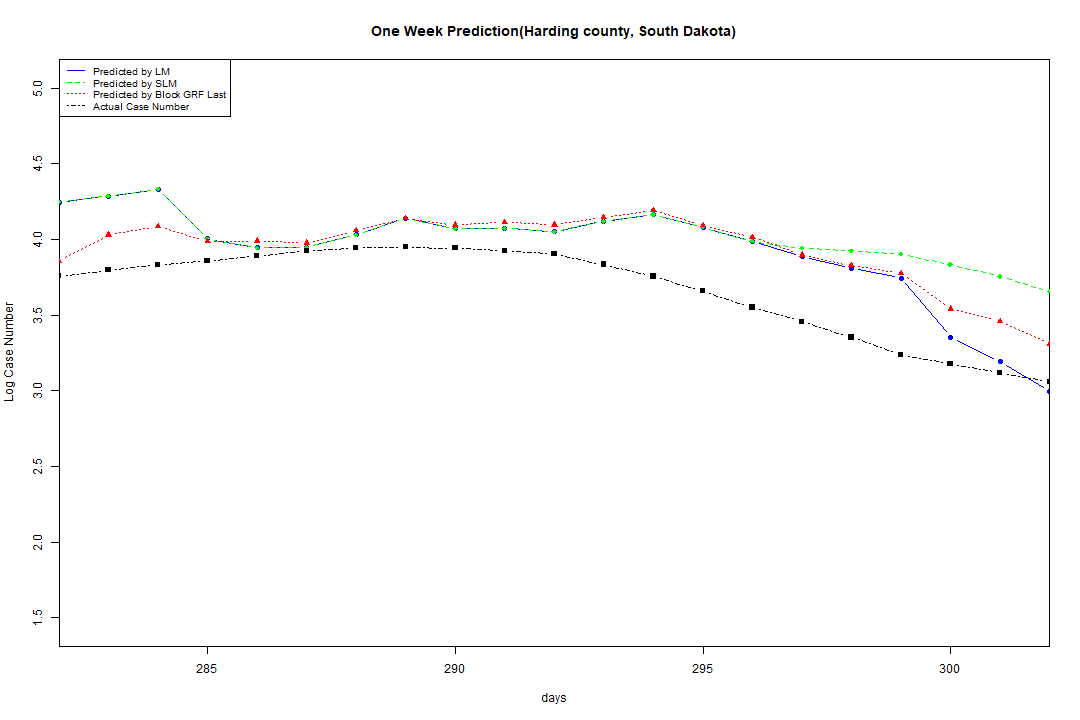 One Week Prediction(Harding county, South Dakota)
Predicted by LM
Predicted by SLM
Predicted by Block GRF Last
Actual Case Number
5.0
4.5
4.0
3.5
3.0
2.5
2.0
1.5
Log Case Number
285 290 295 300
days